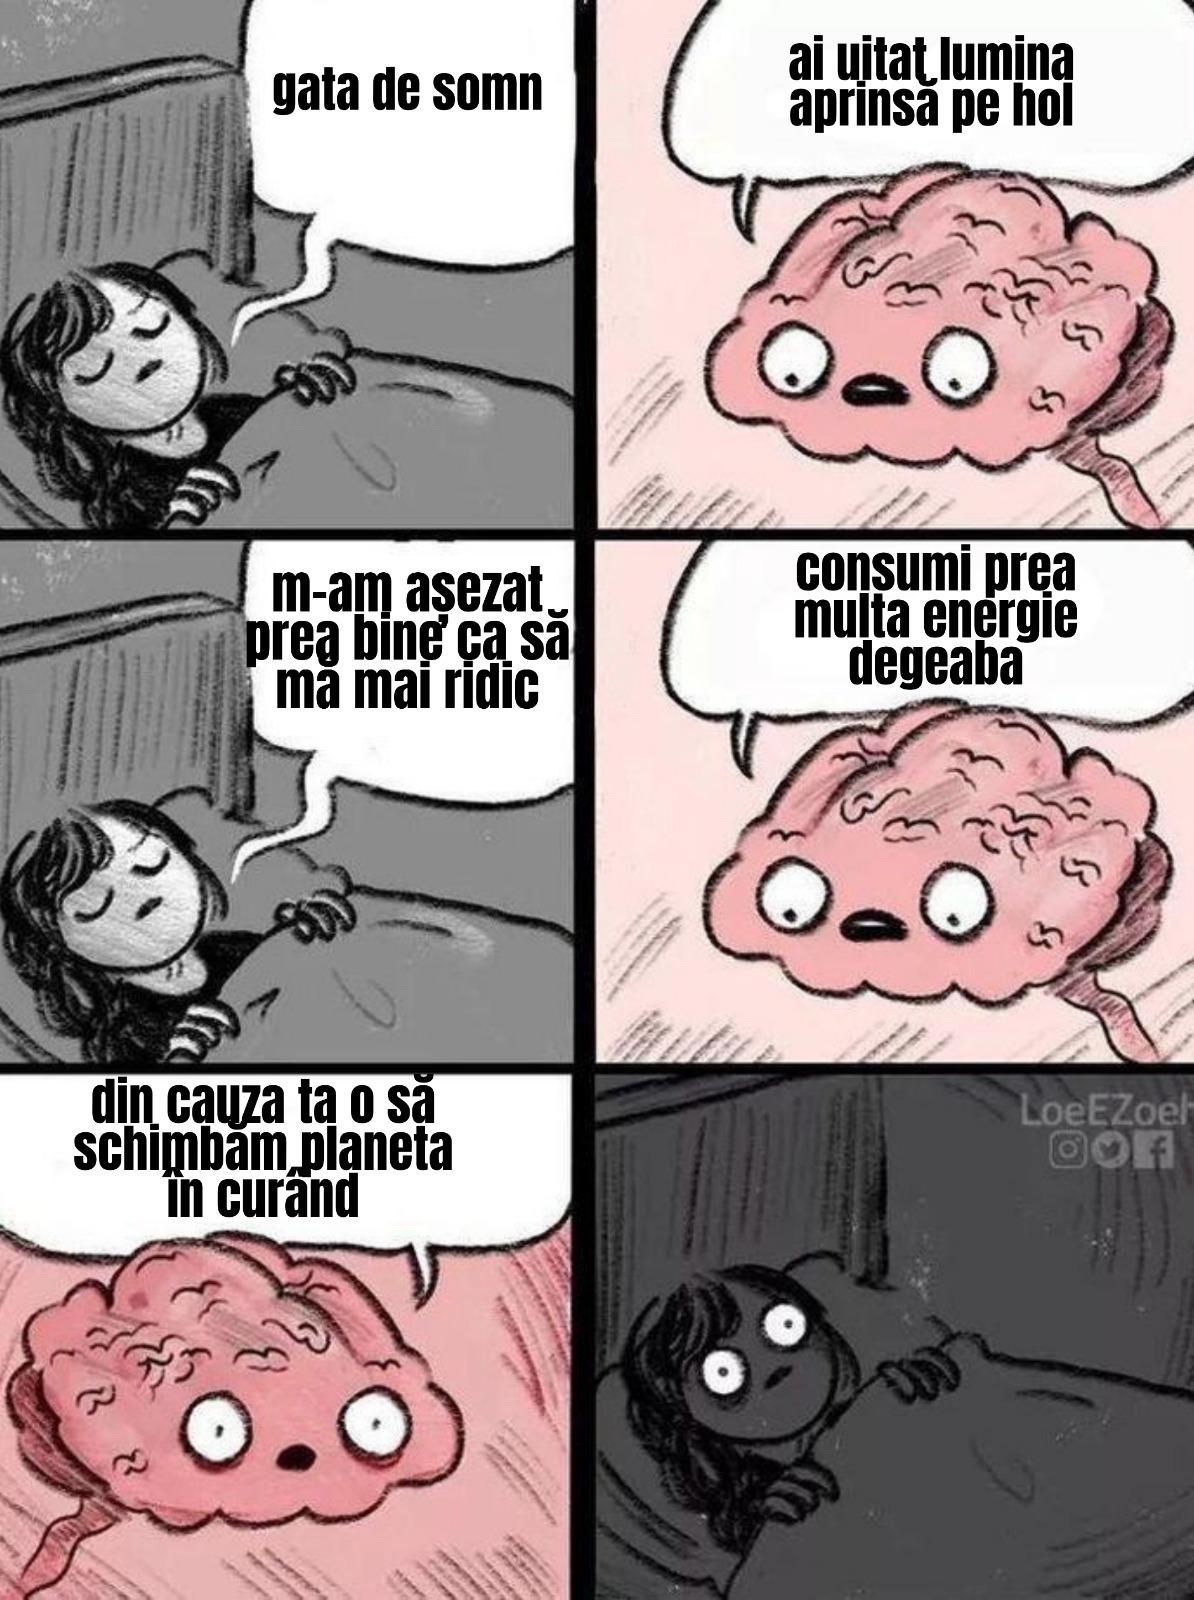 gata de somn
ai uitat lumina
aprinsă pe hol
m-am așezat
prea bine ca să
mă mai ridic
consumi prea
multa energie
degeaba
din cauza ta o să
schimbăm planeta
în curând
LoeEZoeh